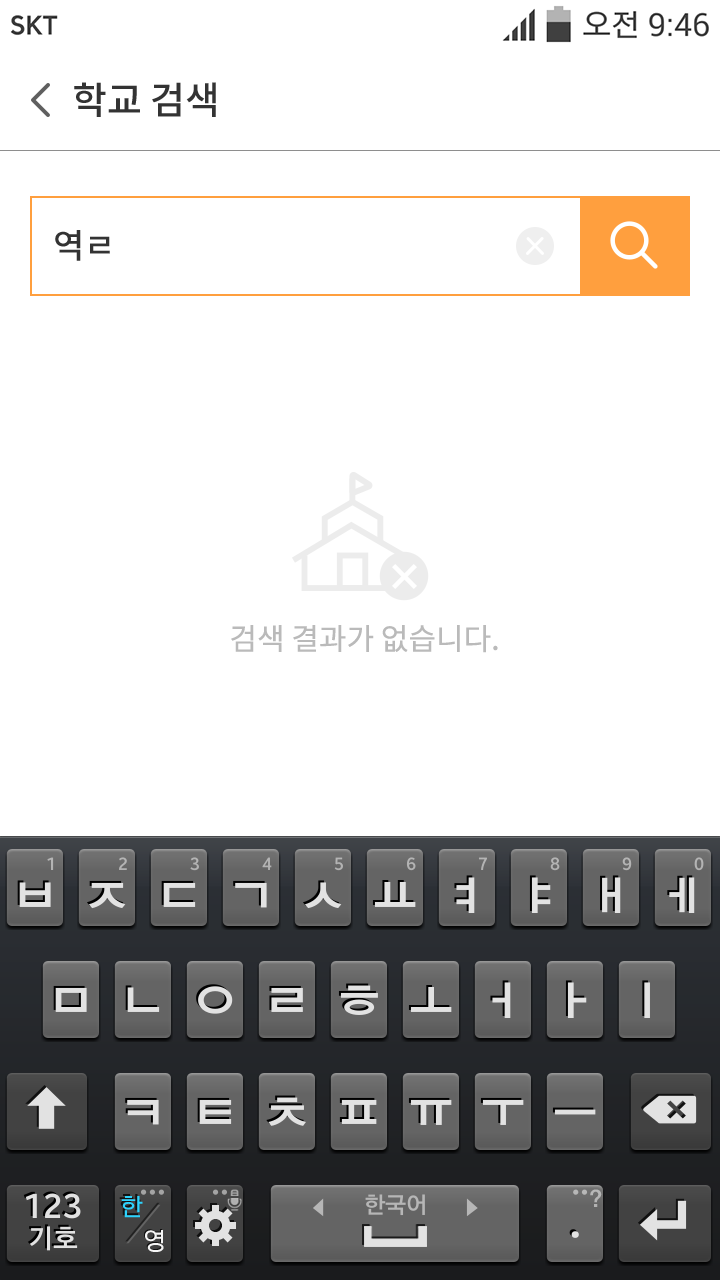 SKT 오전 9:46
학교 검색
역ㄹ
검색 결과가 없습니다.
1 2 3 4 5 6 7 8 9 0
ㅂ ㅈ ㄷ ㄱ ㅅ ㅛ ㅕ ㅑ ㅐ ㅔ
ㅁ ㄴ ㅇ ㄹ ㅎ ㅗ ㅓ ㅏ ㅣ
ㅋ ㅌ ㅊ ㅍ ㅠ ㅜ ㅡ
123 한 한국어 ?
기호 / 영 .